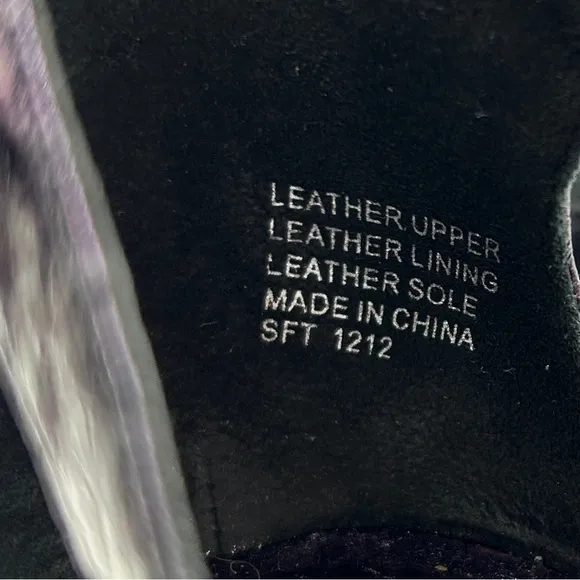 LEATHER UPPER
LEATHER LINING
LEATHER SOLE
MADE IN CHINA
SFT 1212